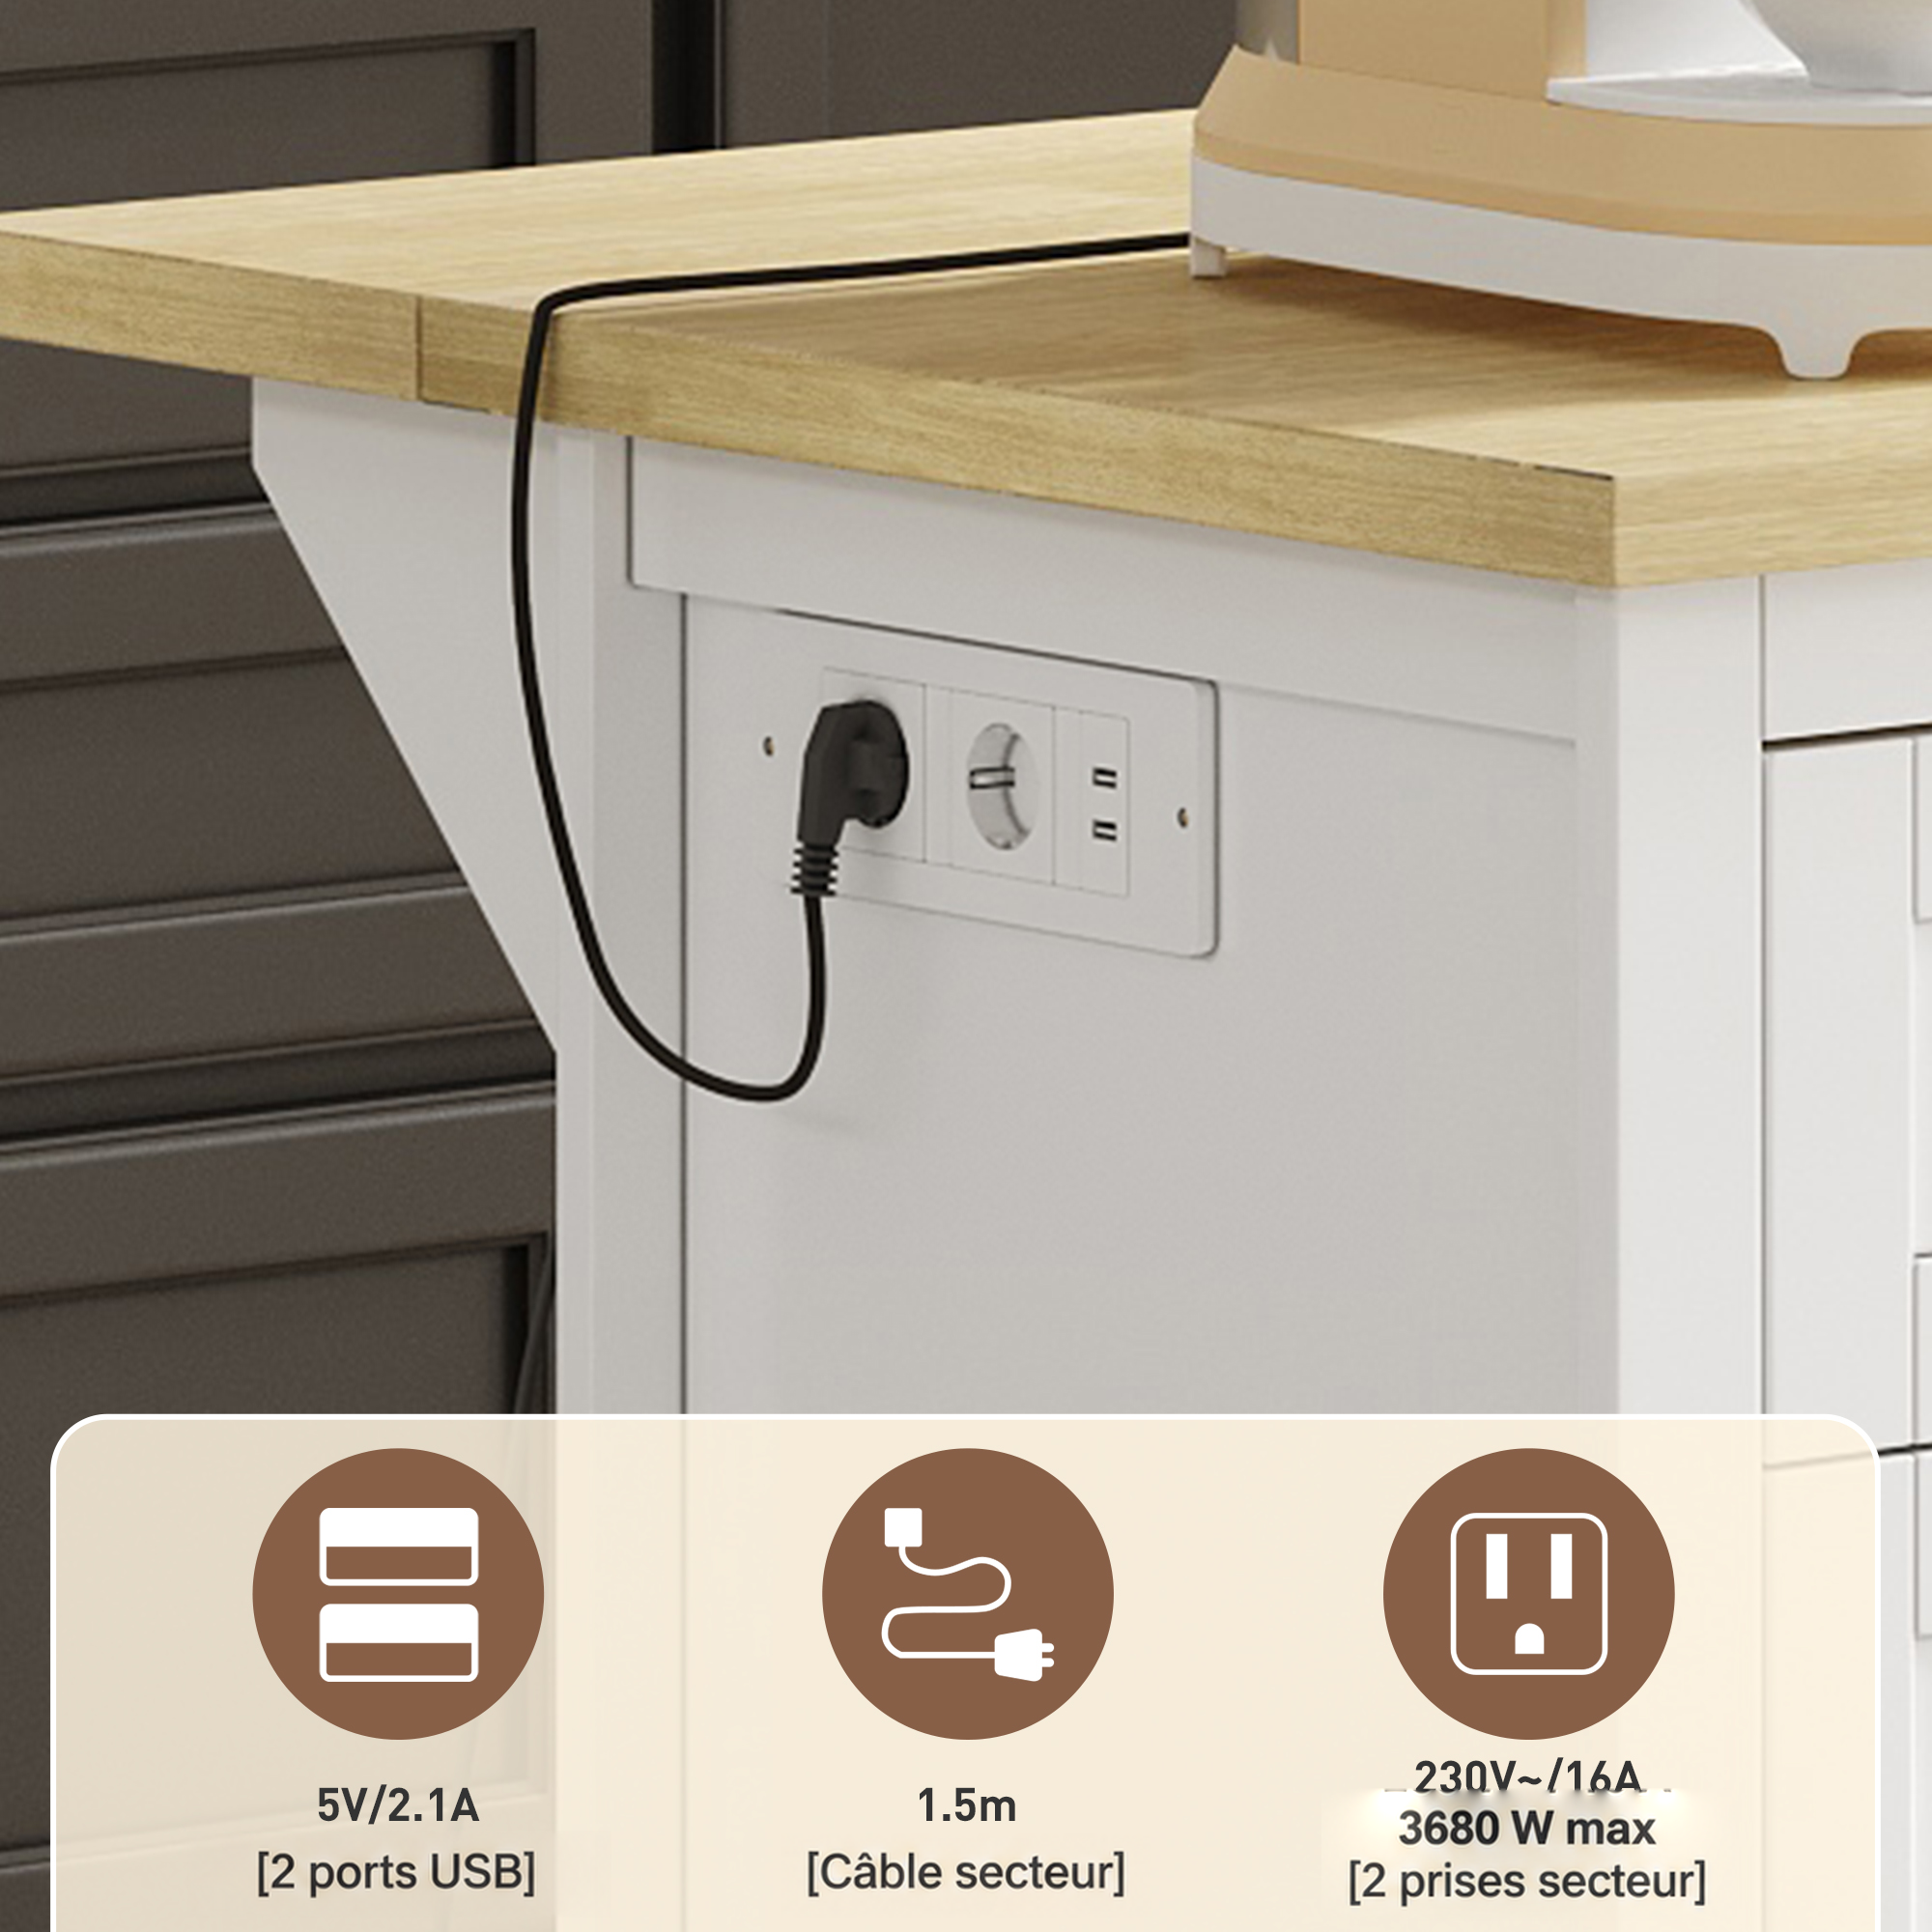 5V/2.1A
[2 ports USB]
1.5m
[Câble secteur]
230V~/16A
3680 W max
[2 prises secteur]